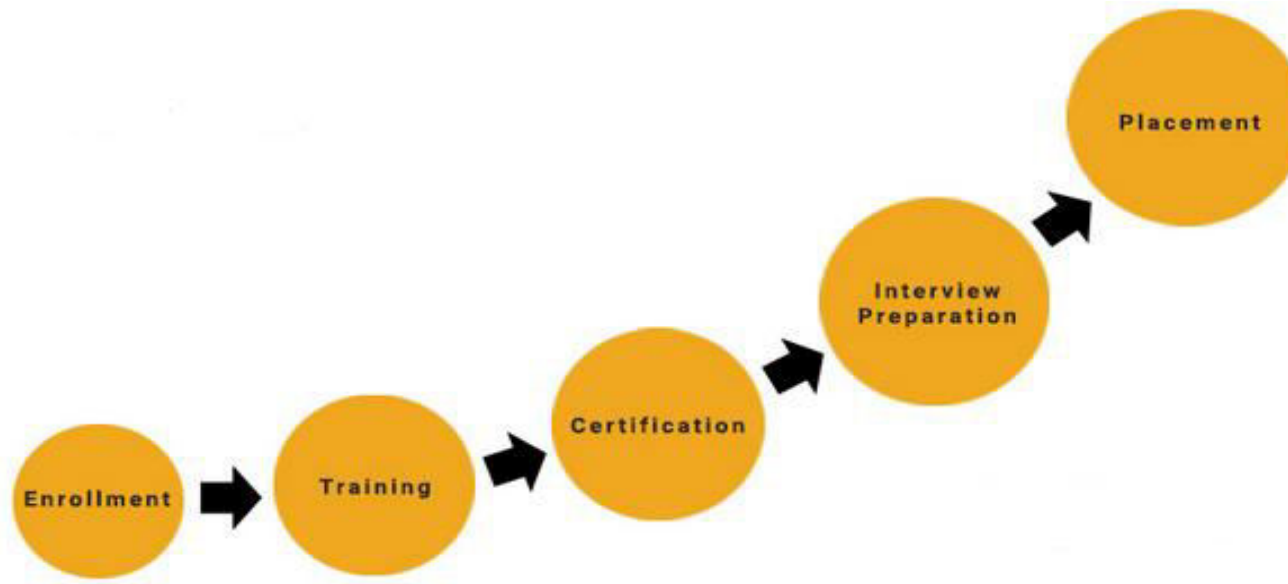 Enrollment
Training
Certification
Interview
Preparation
Placement